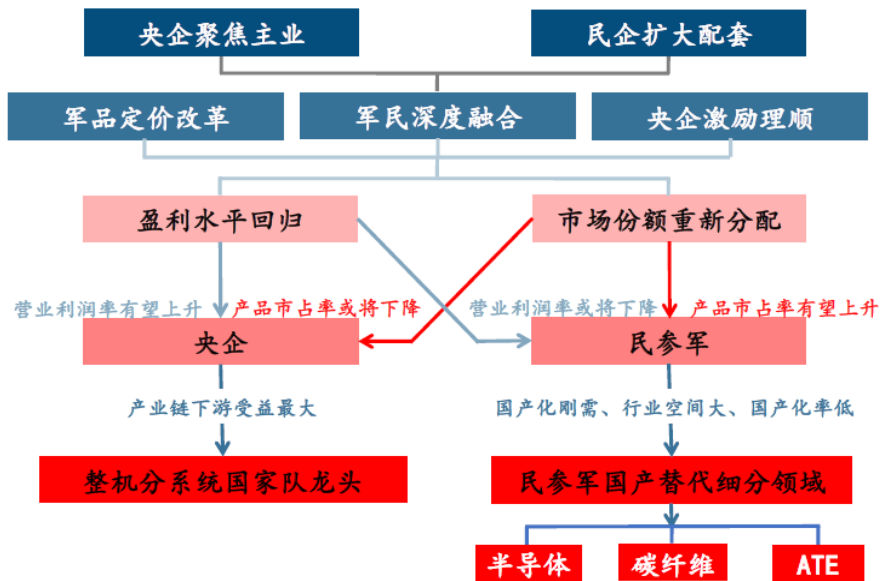 央企聚焦主业
民企扩大配套
军品定价改革
军民深度融合
央企激励理顺
盈利水平回归
市场份额重新分配
营业利润率有望上升
产品市占率或将下降
营业利润率或将下降
产品市占率有望上升
央企
民参军
产业链下游受益最大
国产化刚需、行业空间大、国产化率低
整机分系统国家队龙头
民参军国产替代细分领域
半导体
碳纤维
ATE